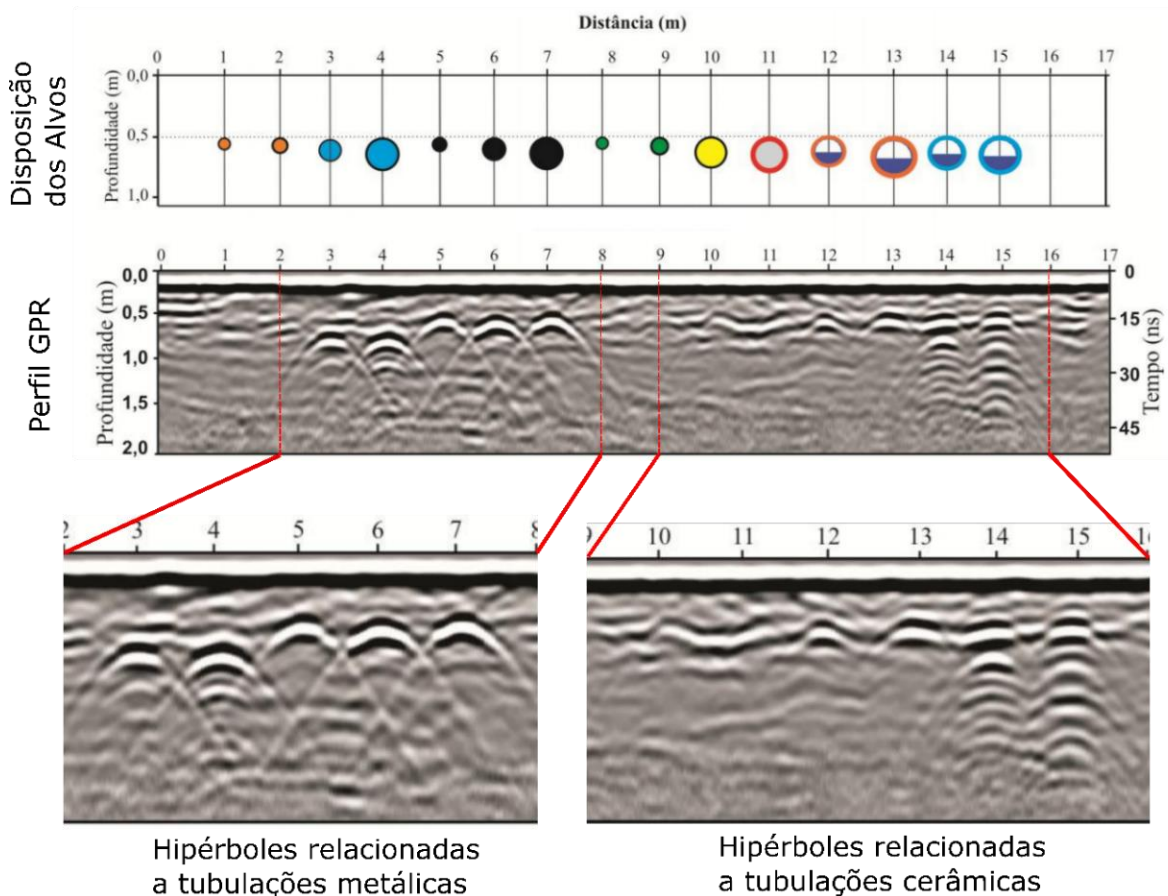 Distância (m)
0 1 2 3 4 5 6 7 8 9 10 11 12 13 14 15 16 17
Disposição
dos Alvos
Profundidade (m)
0,0
0,5
1,0
0 1 2 3 4 5 6 7 8 9 10 11 12 13 14 15 16 17
Perfil GPR
Profundidade (m)
0,0
0,5
1,0
1,5
2,0
0
15
30
45
Tempo (ns)
2 3 4 5 6 7 8
9 10 11 12 13 14 15 16
Hipérboles relacionadas
a tubulações metálicas
Hipérboles relacionadas
a tubulações cerâmicas